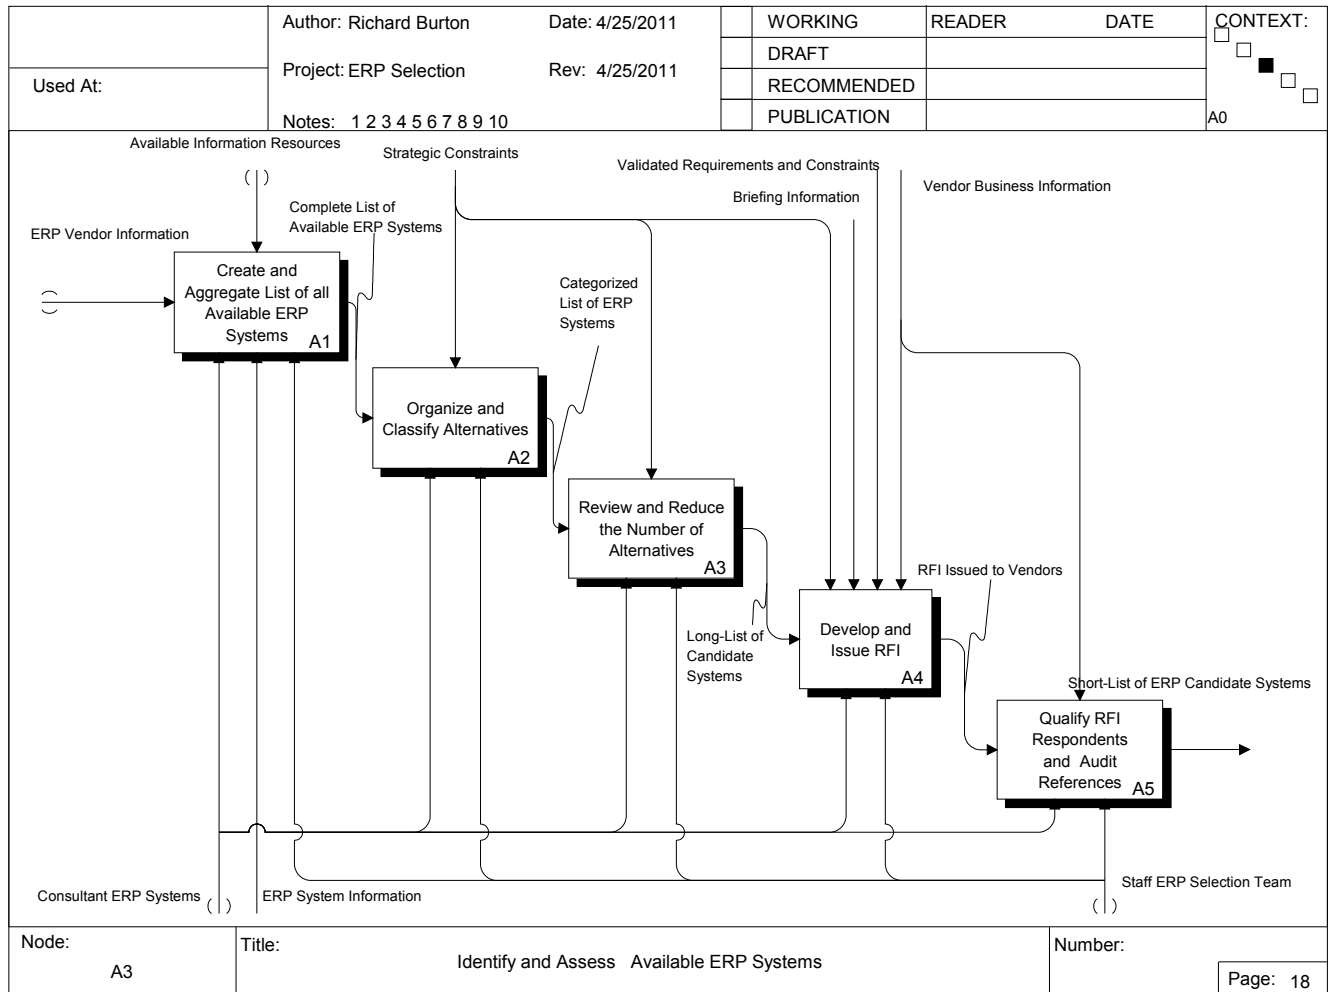 Author: Richard Burton
Date: 4/25/2011
Project: ERP Selection
Rev: 4/25/2011
Notes: 1 2 3 4 5 6 7 8 9 10
Used At:
WORKING
DRAFT
RECOMMENDED
PUBLICATION
READER
DATE
CONTEXT:
A0
Available Information Resources
Strategic Constraints
Validated Requirements and Constraints
Briefing Information
Vendor Business Information
Complete List of
Available ERP Systems
ERP Vendor Information
Create and
Aggregate List of all
Available ERP
Systems
A1
Categorized
List of ERP
Systems
Organize and
Classify Alternatives
A2
Review and Reduce
the Number of
Alternatives
A3
RFI Issued to Vendors
Long-List of
Candidate
Systems
Develop and
Issue RFI
A4
Short-List of ERP Candidate Systems
Qualify RFI
Respondents
and Audit
References
A5
Consultant ERP Systems
ERP System Information
Staff ERP Selection Team
Node:
A3
Title:
Identify and Assess Available ERP Systems
Number:
Page: 18